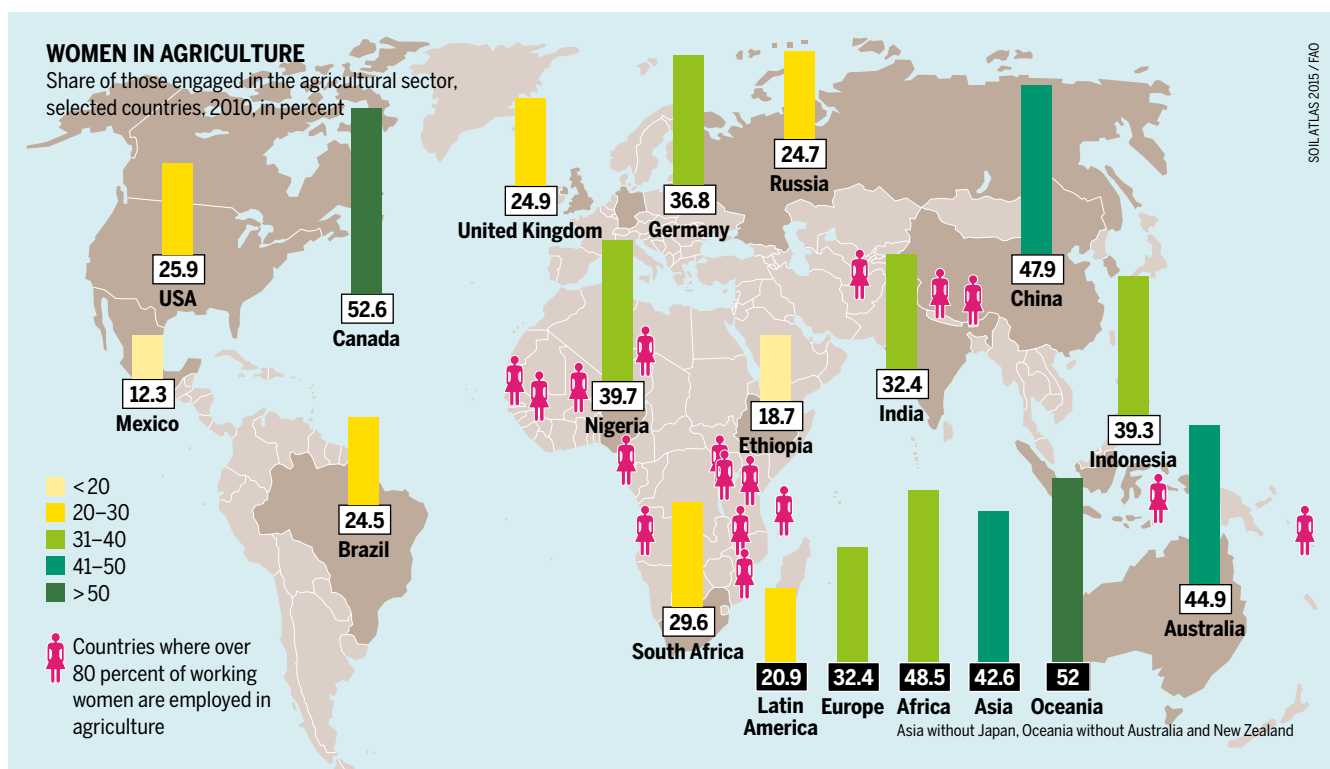 WOMEN IN AGRICULTURE
Share of those engaged in the agricultural sector,
selected countries, 2010, in percent
SOIL ATLAS 2015 / FAO
24.7
Russia
24.9
United Kingdom
36.8
Germany
25.9
USA
52.6
Canada
47.9
China
12.3
Mexico
39.7
Nigeria
18.7
Ethiopia
32.4
India
39.3
Indonesia
24.5
Brazil
<20
20–30
31–40
41–50
>50
29.6
South Africa
44.9
Australia
Countries where over
80 percent of working
women are employed in
agriculture
20.9
Latin
America
32.4
Europe
48.5
Africa
42.6
Asia
52
Oceania
Asia without Japan, Oceania without Australia and New Zealand